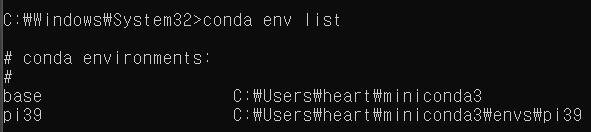 C:₩Windows₩System32>conda env list
# conda environments:
#
base                     C:₩Users₩heart₩miniconda3
pi39                     C:₩Users₩heart₩miniconda3₩envs₩pi39